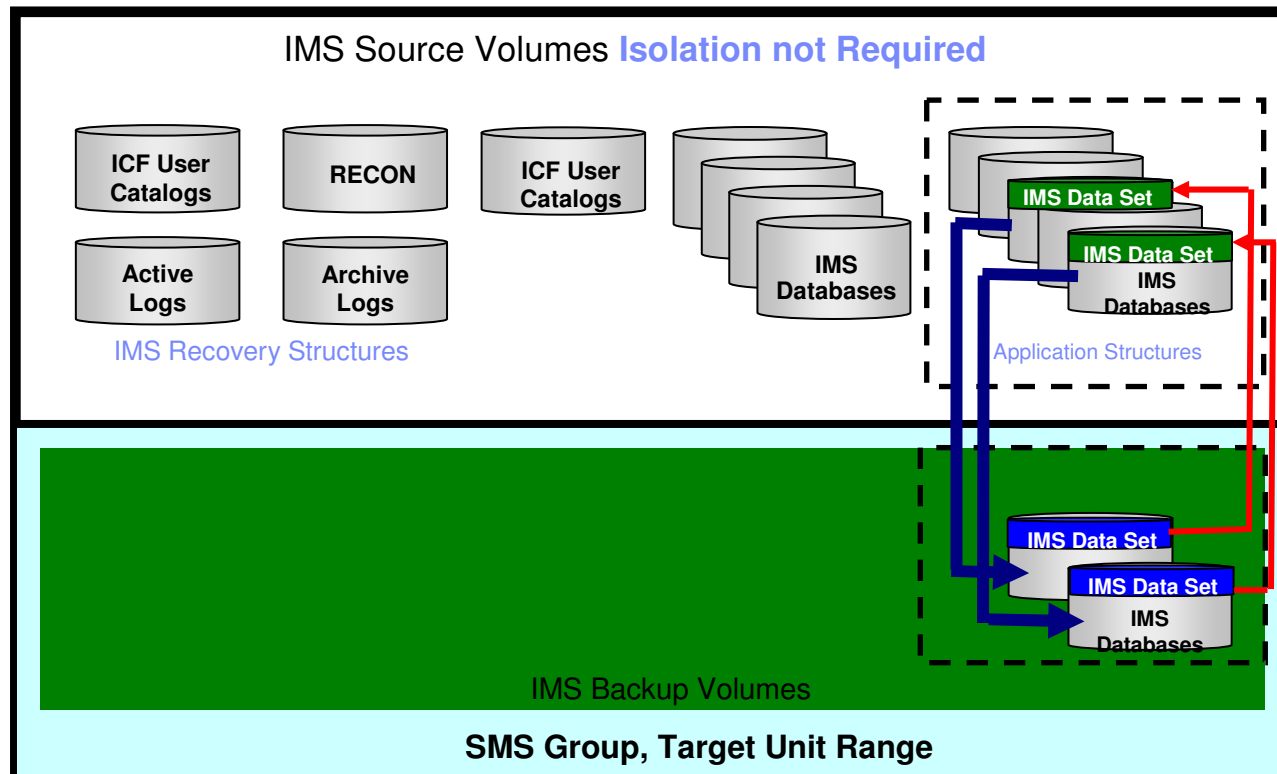 IMS Source Volumes Isolation not Required
ICF User
Catalogs
RECON
ICF User
Catalogs
Active
Logs
Archive
Logs
IMS Recovery Structures
IMS
Databases
IMS Data Set
IMS Data Set
IMS
Databases
Application Structures
IMS Data Set
IMS Data Set
IMS
Databases
IMS Backup Volumes
SMS Group, Target Unit Range